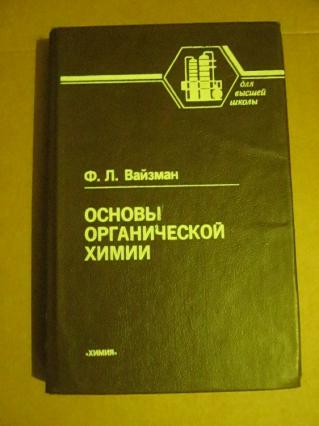 для
высшей
школы
Ф. Л. Вайзман
ОСНОВЫ
ОРГАНИЧЕСКОЙ
ХИМИИ
«ХИМИЯ»